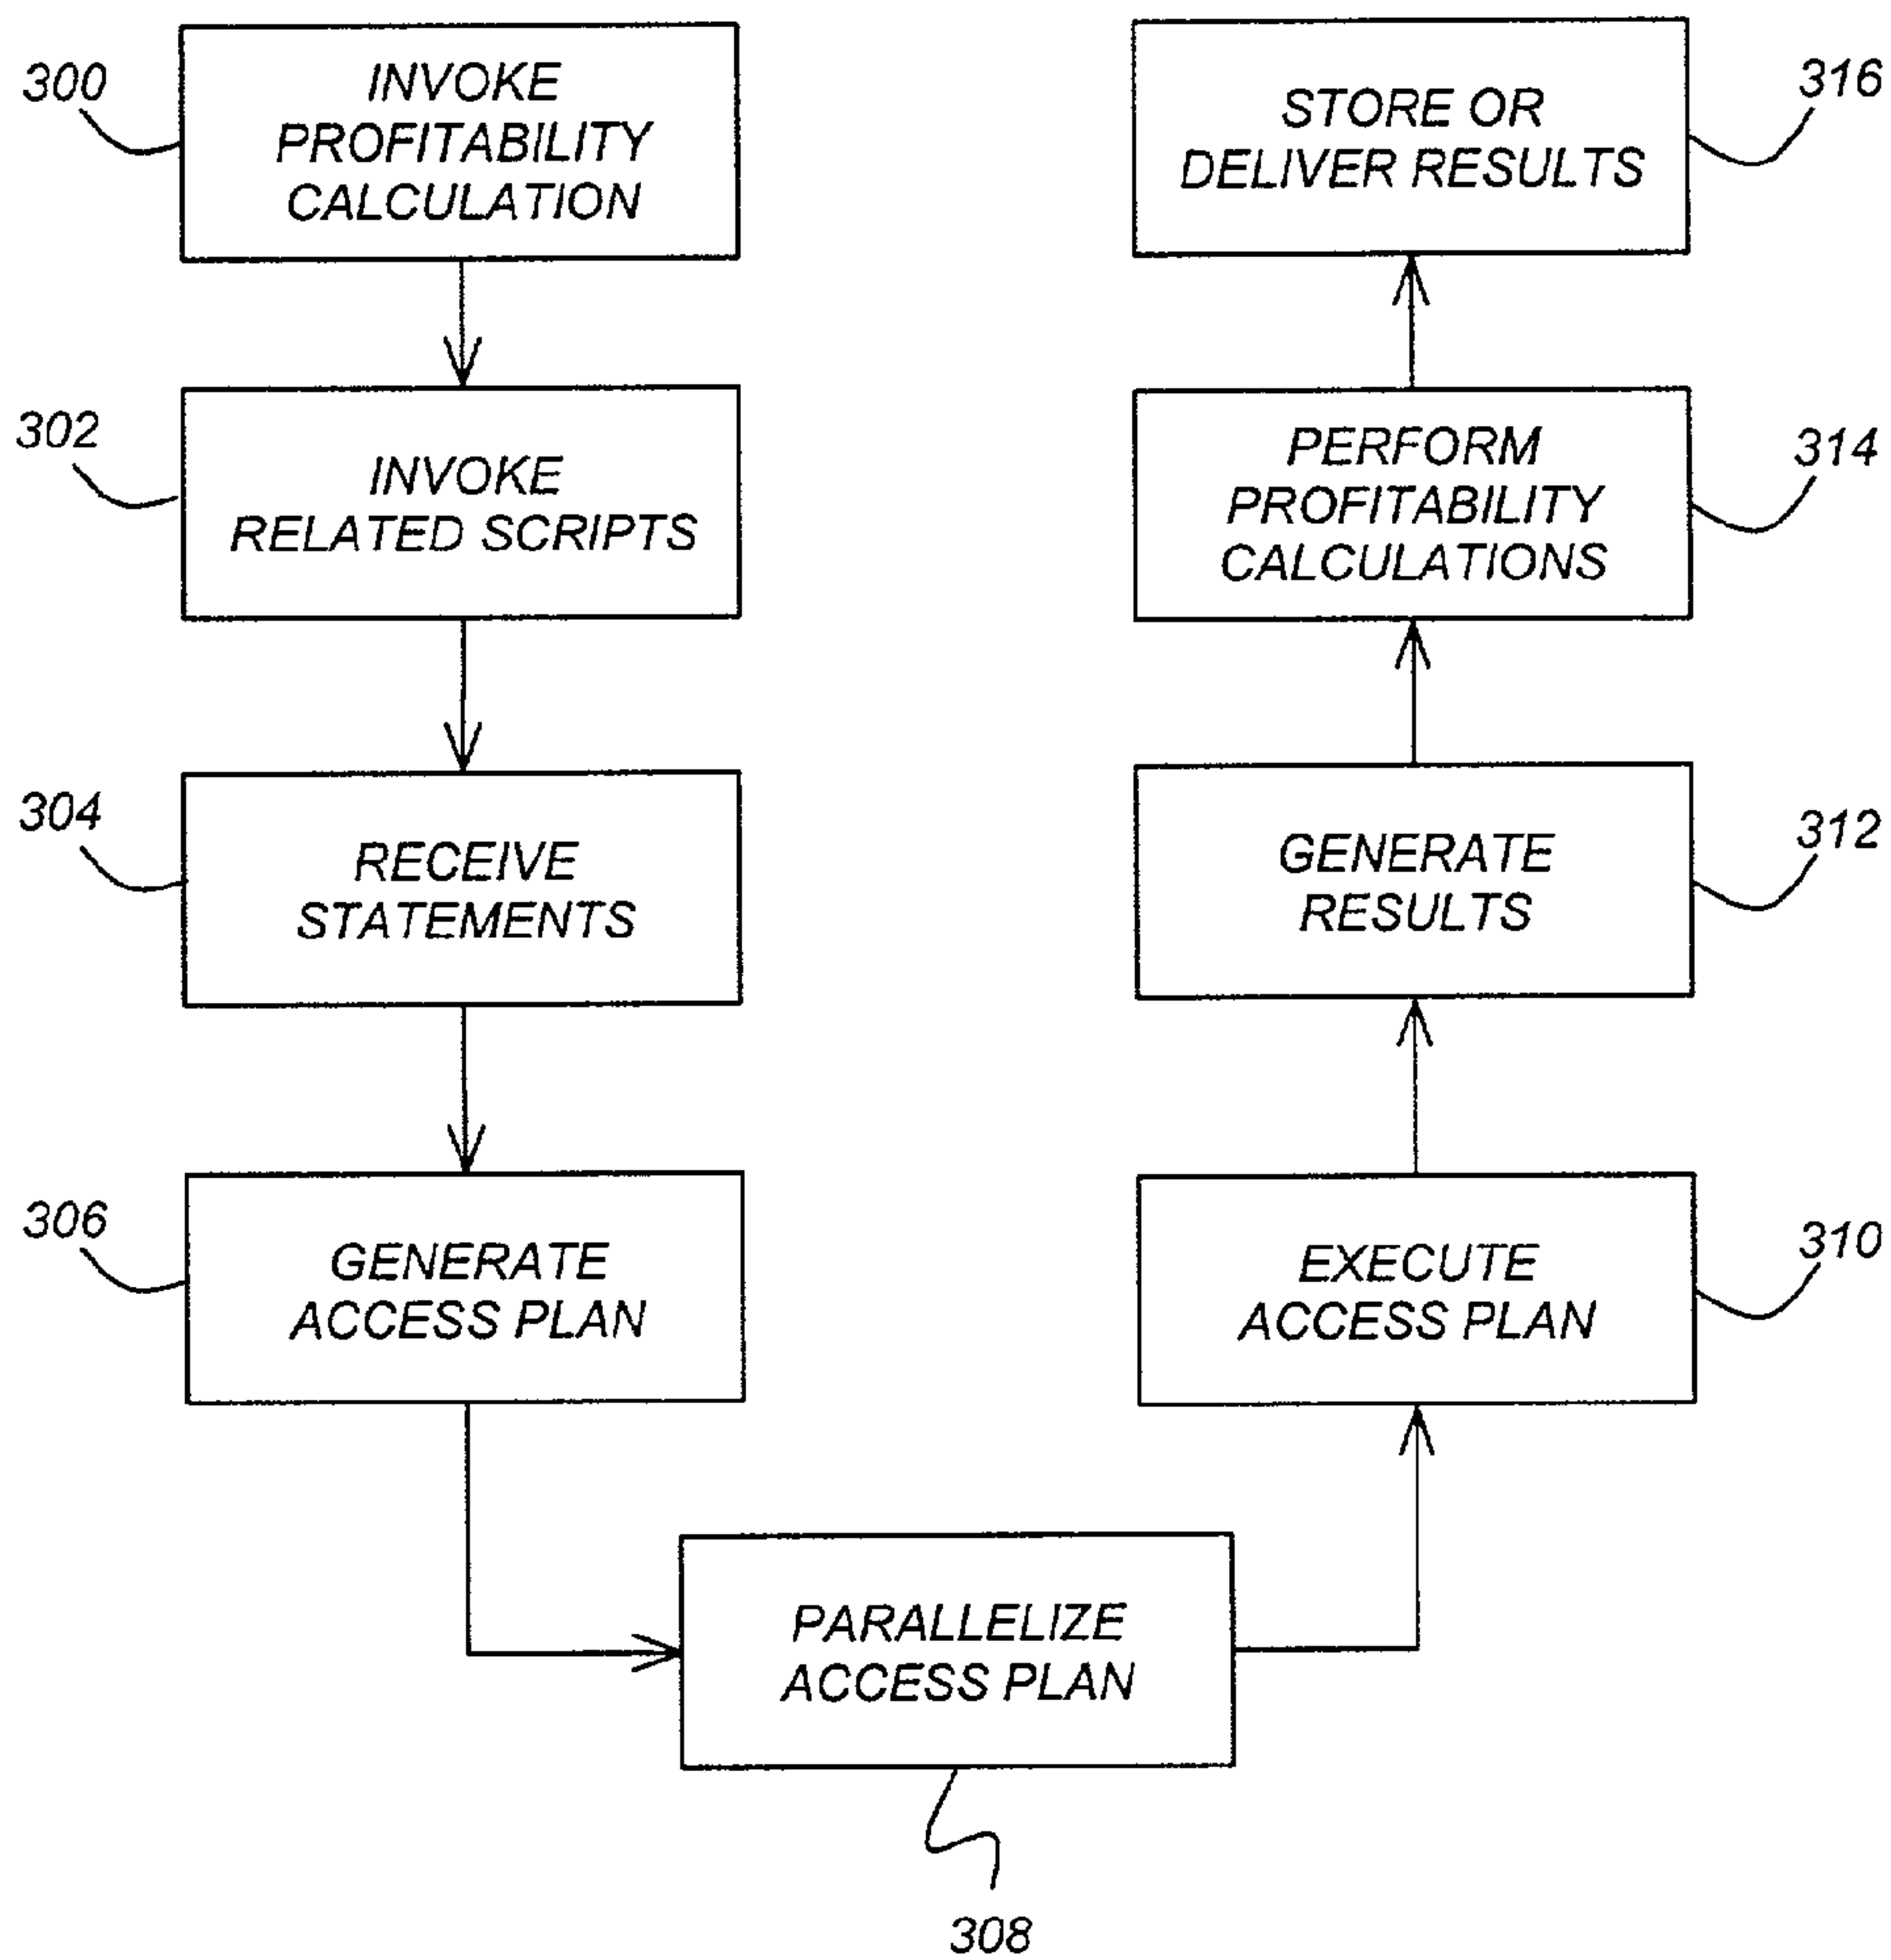 300
INVOKE
PROFITABILITY
CALCULATION
302
INVOKE
RELATED SCRIPTS
304
RECEIVE
STATEMENTS
306
GENERATE
ACCESS PLAN
PARALLELIZE
ACCESS PLAN
308
EXECUTE
ACCESS PLAN
310
GENERATE
RESULTS
312
PERFORM
PROFITABILITY
CALCULATIONS
314
STORE OR
DELIVER RESULTS
316